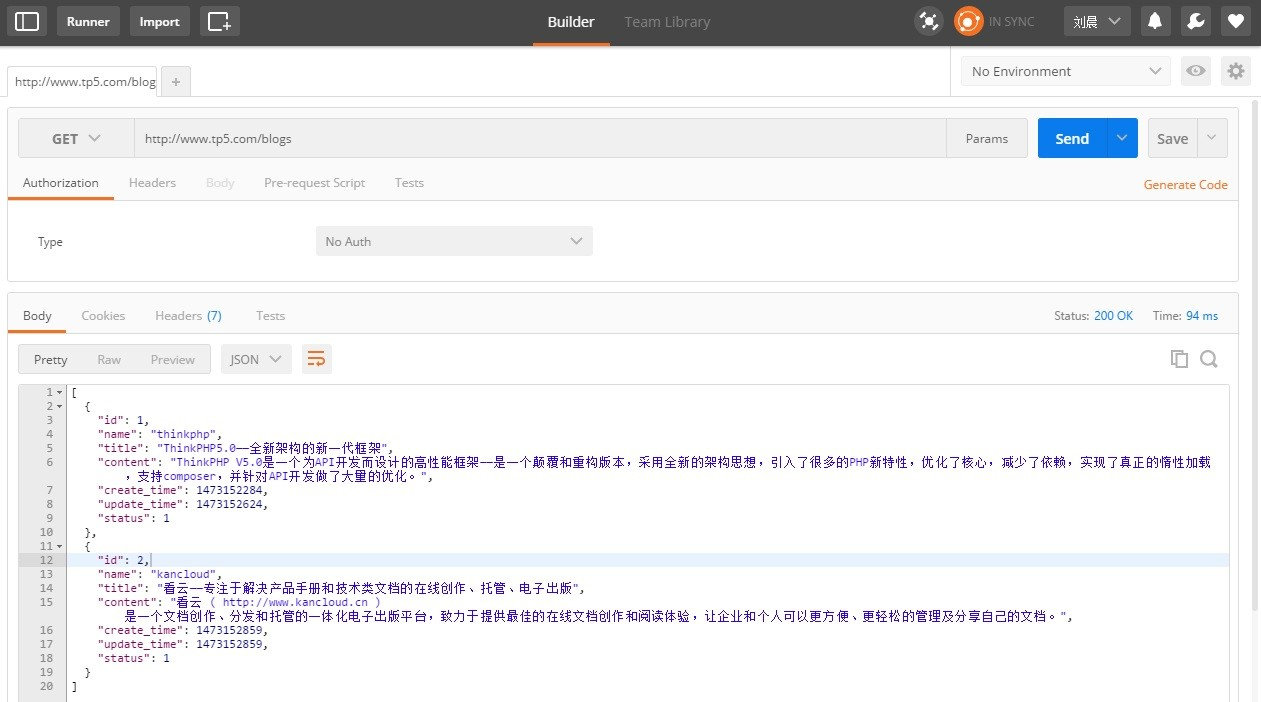 Runner Import Builder Team Library IN SYNC 刘晨
http://www.tp5.com/blog + No Environment
GET http://www.tp5.com/blogs Params Send Save
Authorization Headers Body Pre-request Script Tests Generate Code
Type No Auth
Body Cookies Headers (7) Tests Status: 200 OK Time: 94 ms
Pretty Raw Preview JSON
1 [
2 {
3 "id": 1,
4 "name": "thinkphp",
5 "title": "ThinkPHP5.0——全新架构的新一代框架",
6 "content": "ThinkPHP V5.0是一个为API开发而设计的高性能框架——是一个颠覆和重构版本，采用全新的架构思想，引入了很多的PHP新特性，优化了核心，减少了依赖，实现了真正的惰性加载
，支持composer，并针对API开发做了大量的优化。",
7 "create_time": 1473152284,
8 "update_time": 1473152624,
9 "status": 1
10 },
11 {
12 "id": 2,
13 "name": "kancloud",
14 "title": "看云——专注于解决产品手册和技术类文档的在线创作、托管、电子出版",
15 "content": "看云 ( http://www.kancloud.cn )
是一个文档创作、分发和托管的一体化电子出版平台，致力于提供最佳的在线文档创作和阅读体验，让企业和个人可以更方便、更轻松的管理及分享自己的文档。",
16 "create_time": 1473152859,
17 "update_time": 1473152859,
18 "status": 1
19 }
20 ]